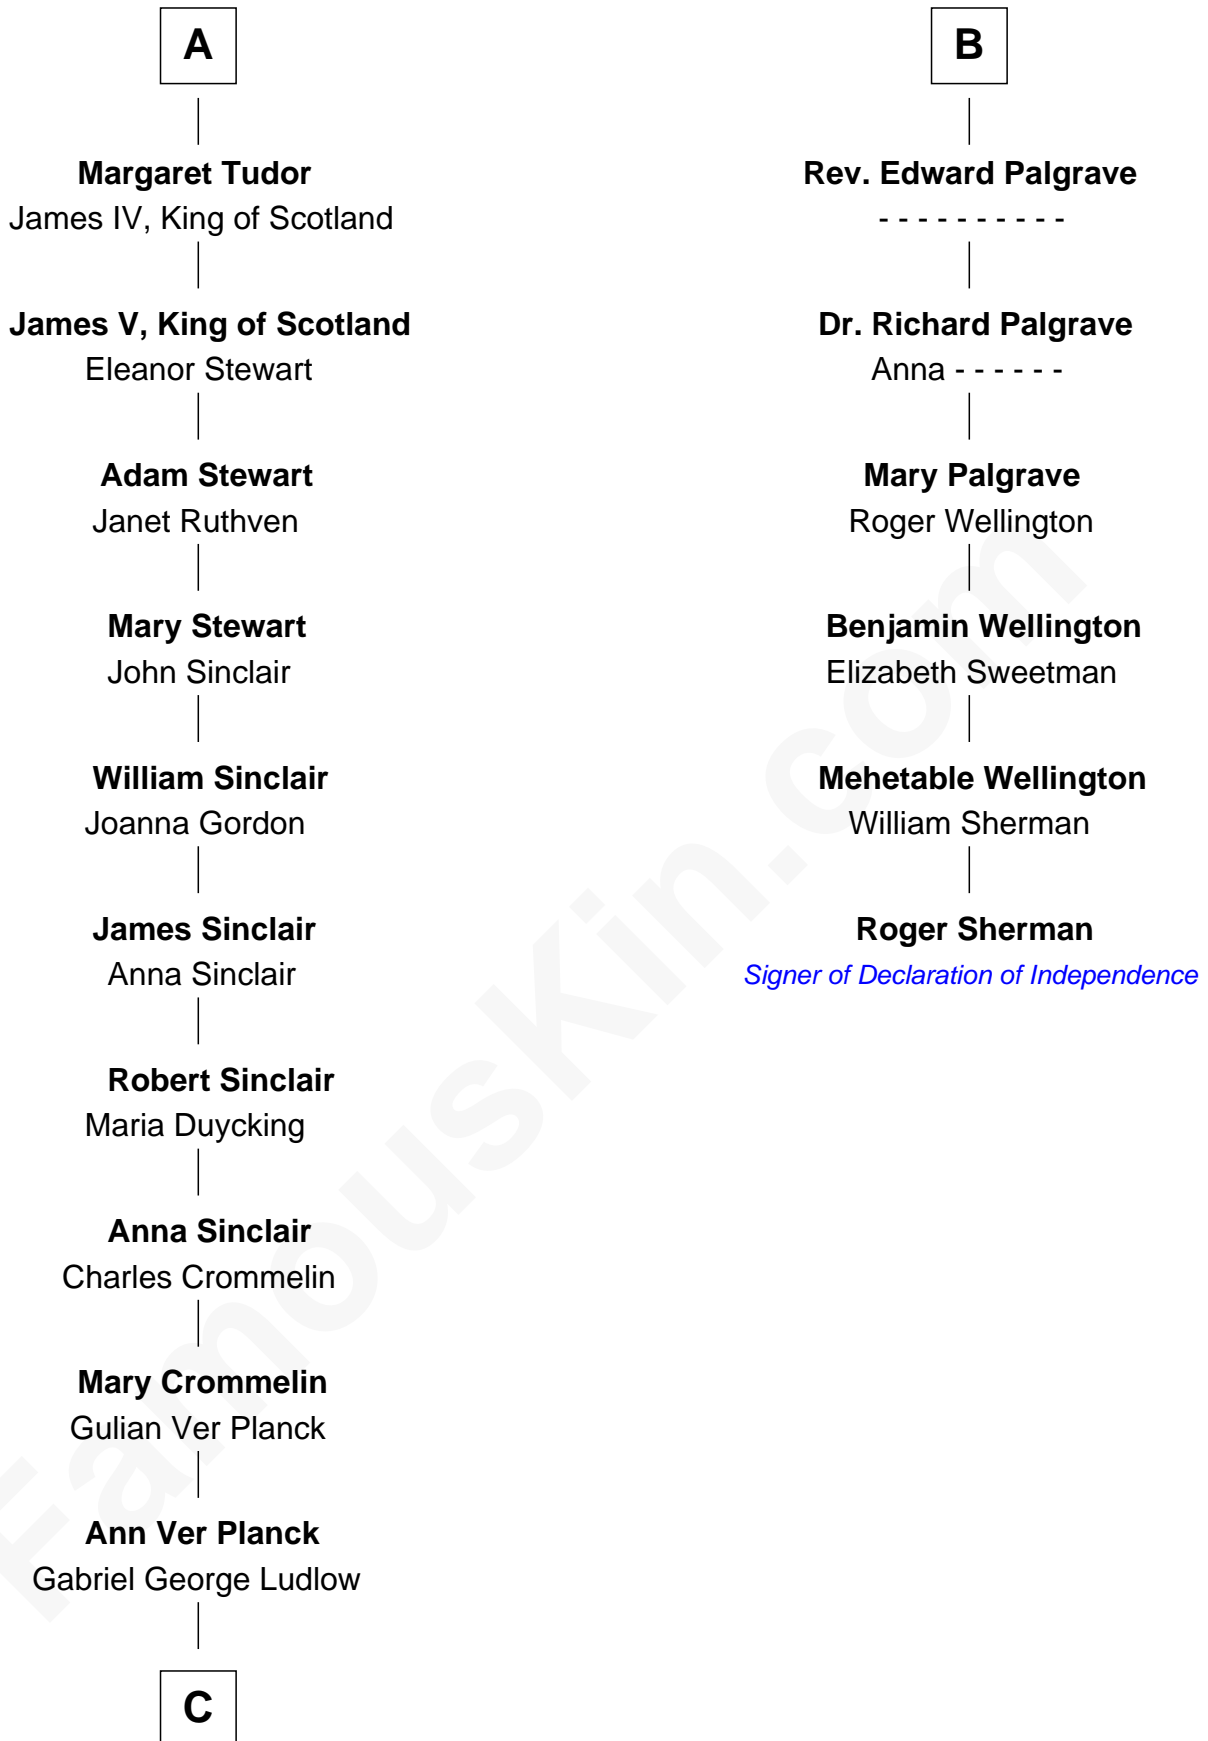 A
Margaret Tudor
James IV, King of Scotland
James V, King of Scotland
Eleanor Stewart
Adam Stewart
Janet Ruthven
Mary Stewart
John Sinclair
William Sinclair
Joanna Gordon
James Sinclair
Anna Sinclair
Robert Sinclair
Maria Duycking
Anna Sinclair
Charles Crommelin
Mary Crommelin
Gulian Ver Planck
Ann Ver Planck
Gabriel George Ludlow
C
B
Rev. Edward Palgrave
- - - - - - - - - -
Dr. Richard Palgrave
Anna - - - - - -
Mary Palgrave
Roger Wellington
Benjamin Wellington
Elizabeth Sweetman
Mehetable Wellington
William Sherman
Roger Sherman
Signer of Declaration of Independence
FamousKin.com